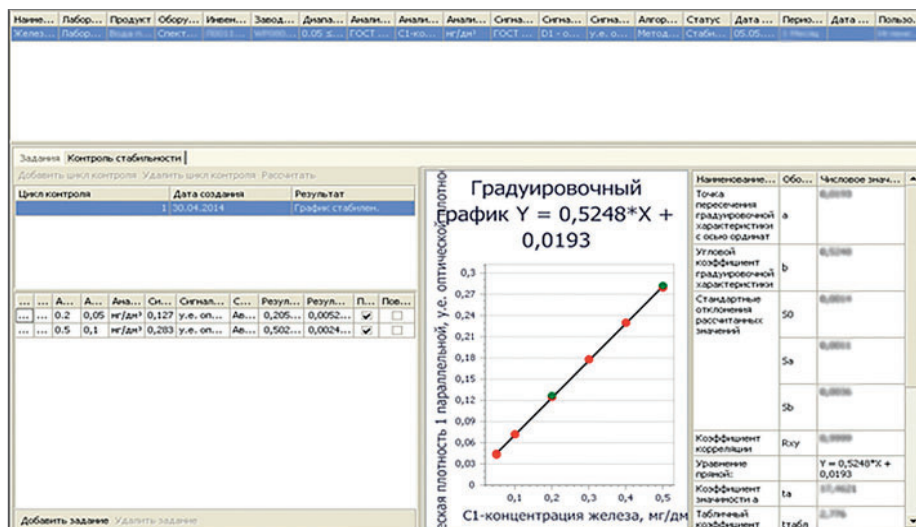 Наиме... Лабор... Продукт Обору... Инвен... Завод... Диапа... Анали... Анали... Анали... Сигна... Сигна... Сигна... Алгор... Статус Дата ... Перио... Дата ... Пользо...
Желез... Лабор... Спект... 0.05 ≤... ГОСТ ... С1-ко... мг/дм³ ГОСТ ... D1 - о... у.е. о... Метод... Стаби... 05.05....
Задания Контроль стабильности
Добавить цикл контроля Удалить цикл контроля Рассчитать
Цикл контроля Дата создания Результат
1 30.04.2014 График стабилен.
... ... А... А... Ана... Си... Сигнал... С... Резул... Резул... П... Пов...
... ... 0.2 0,05 мг/дм³ 0,127 у.е. оп... Ав... 0,205... 0,0052...
... ... 0.5 0,1 мг/дм³ 0,283 у.е. оп... Ав... 0,502... 0,0024...
Добавить задание Удалить задание
Градуировочный
график Y = 0,5248*X +
0,0193
еская плотность 1 параллельной, у.е. оптической плотно
0,3
0,27
0,24
0,21
0,18
0,15
0,12
0,09
0,06
0,03
0
0,1 0,2 0,3 0,4 0,5
С1-концентрация железа, мг/дм
Наименование... Обо... Числовое знач...
Точка
пересечения
градуировочной
характеристики
с осью ординат
a
Угловой
коэффициент
градуировочной
характеристики
b
Стандартные
отклонения
рассчитанных
значений
S0
Sa
Sb
Коэффициент
корреляции
Rxy
Уравнение
прямой:
Y = 0,5248*X +
0,0193
Коэффициент
значимости a
ta
Табличный
коэффициент
tтабл